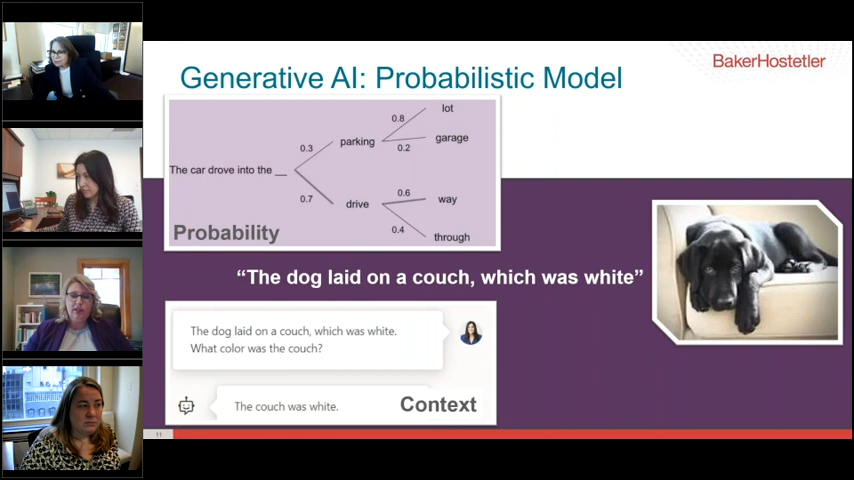 BakerHostetler
Generative AI: Probabilistic Model
lot
0.8
0.3
parking
garage
0.2
The car drove into the __
0.7
drive
0.6
way
0.4
through
Probability
“The dog laid on a couch, which was white”
The dog laid on a couch, which was white.
What color was the couch?
The couch was white.
Context
11